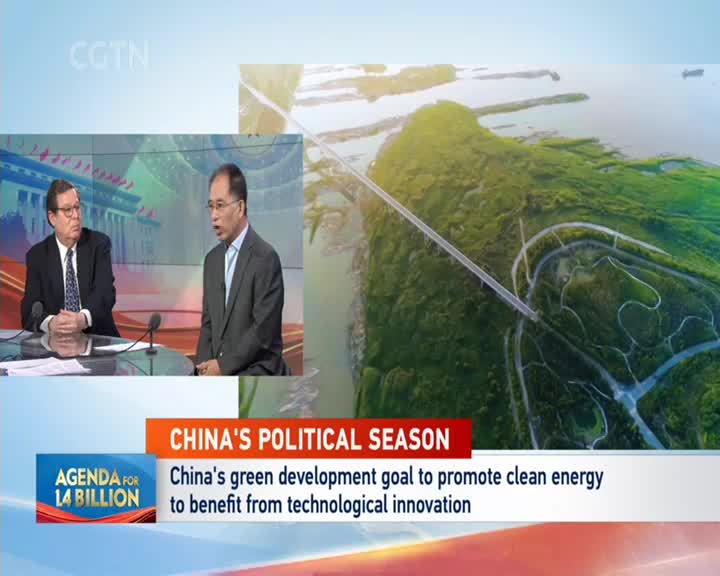 CGTN
CHINA'S POLITICAL SEASON
AGENDA FOR
1.4 BILLION
China's green development goal to promote clean energy
to benefit from technological innovation